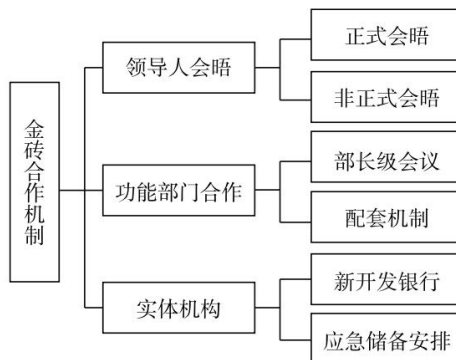 金砖合作机制
领导人会晤
正式会晤
非正式会晤
功能部门合作
部长级会议
配套机制
实体机构
新开发银行
应急储备安排